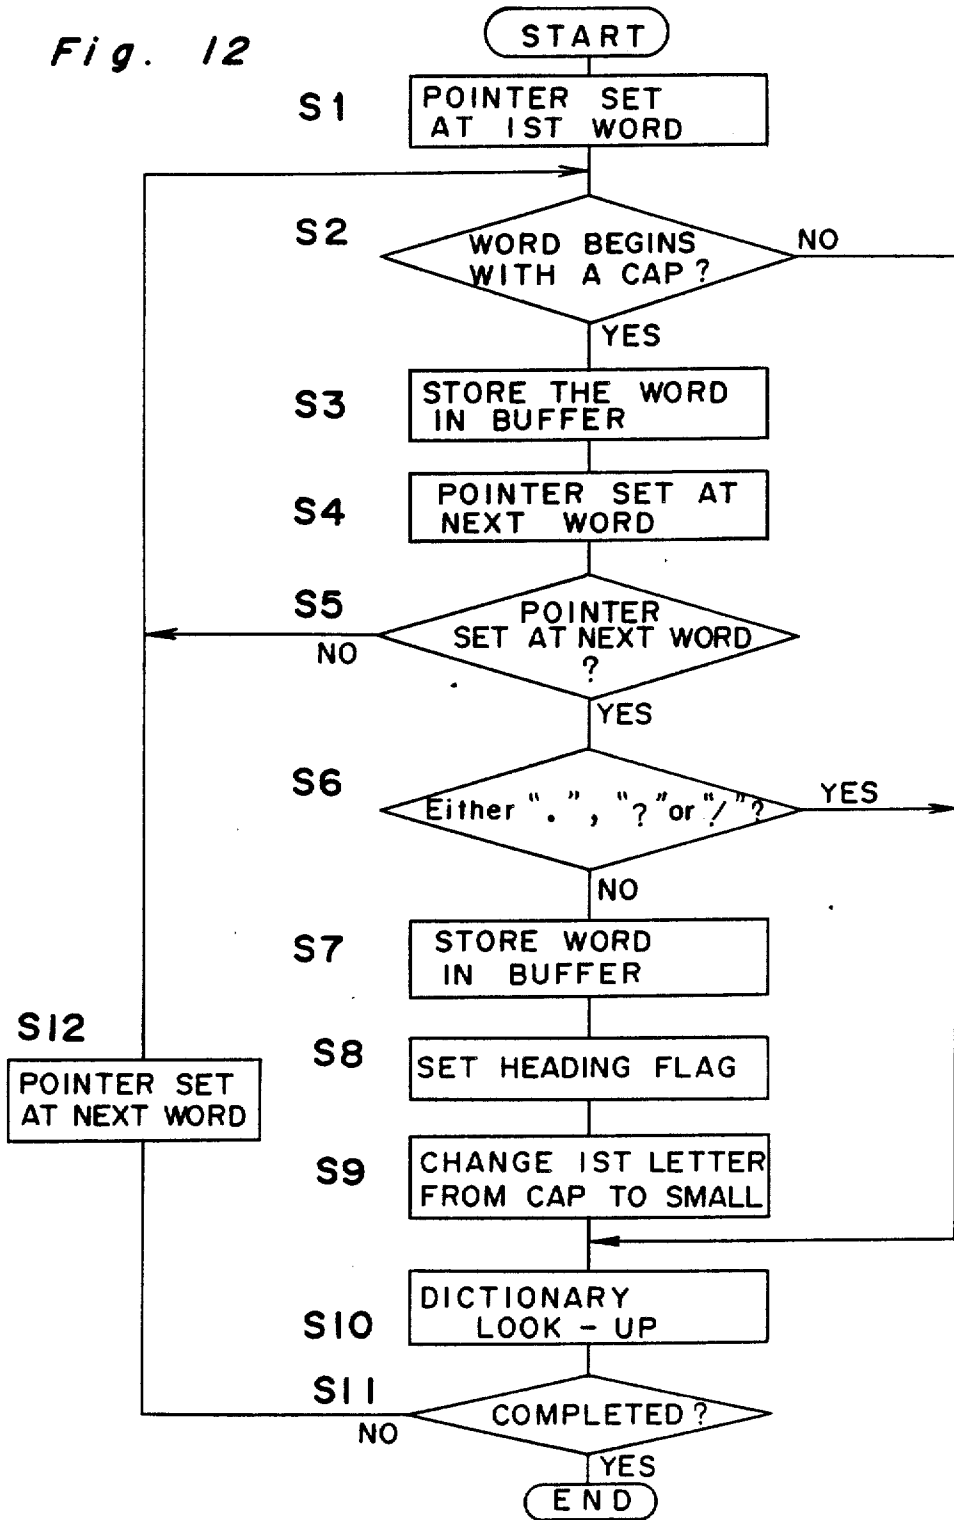 Fig. 12
START
S1
POINTER SET
AT 1ST WORD
S2
WORD BEGINS
WITH A CAP?
NO
YES
S3
STORE THE WORD
IN BUFFER
S4
POINTER SET AT
NEXT WORD
S5
POINTER
SET AT NEXT WORD
?
NO
YES
S6
Either ".", "?" or "/"?
YES
NO
S7
STORE WORD
IN BUFFER
S12
POINTER SET
AT NEXT WORD
S8
SET HEADING FLAG
S9
CHANGE 1ST LETTER
FROM CAP TO SMALL
S10
DICTIONARY
LOOK-UP
S11
COMPLETED?
NO
YES
END